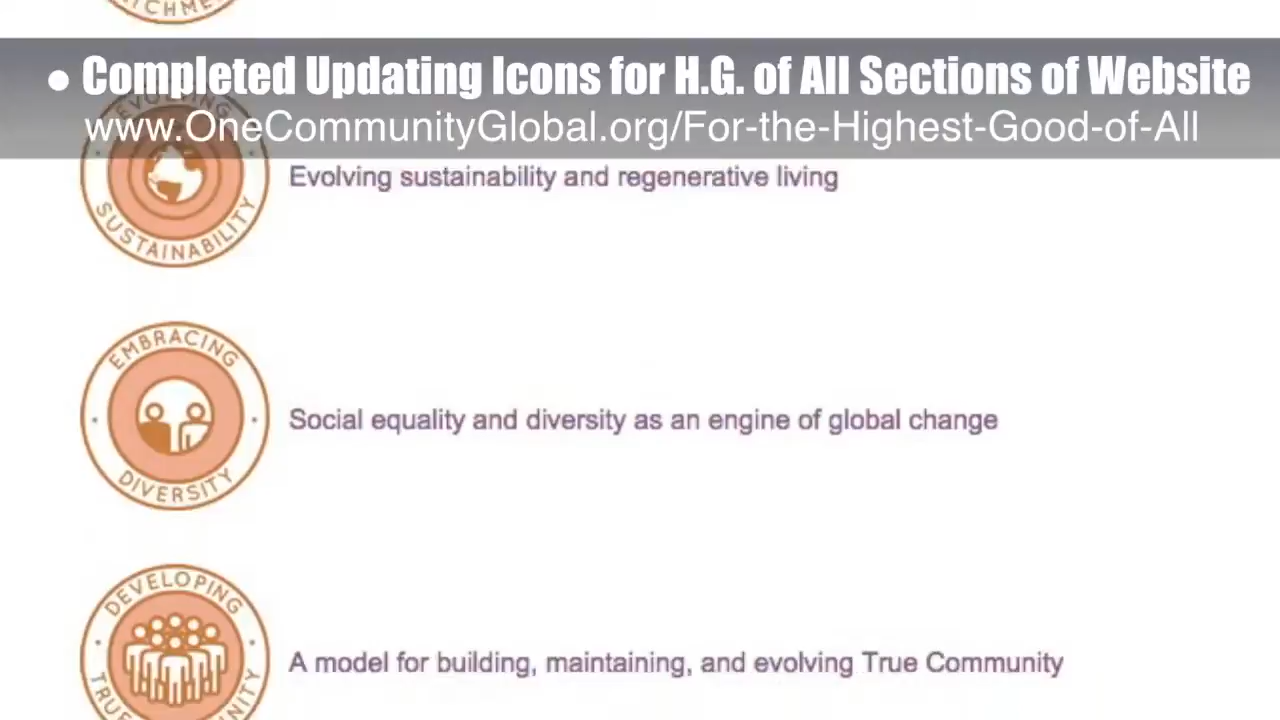 ● Completed Updating Icons for H.G. of All Sections of Website
www.OneCommunityGlobal.org/For-the-Highest-Good-of-All
EVOLVING
SUSTAINABILITY
Evolving sustainability and regenerative living
EMBRACING
DIVERSITY
Social equality and diversity as an engine of global change
DEVELOPING
TRUE
A model for building, maintaining, and evolving True Community